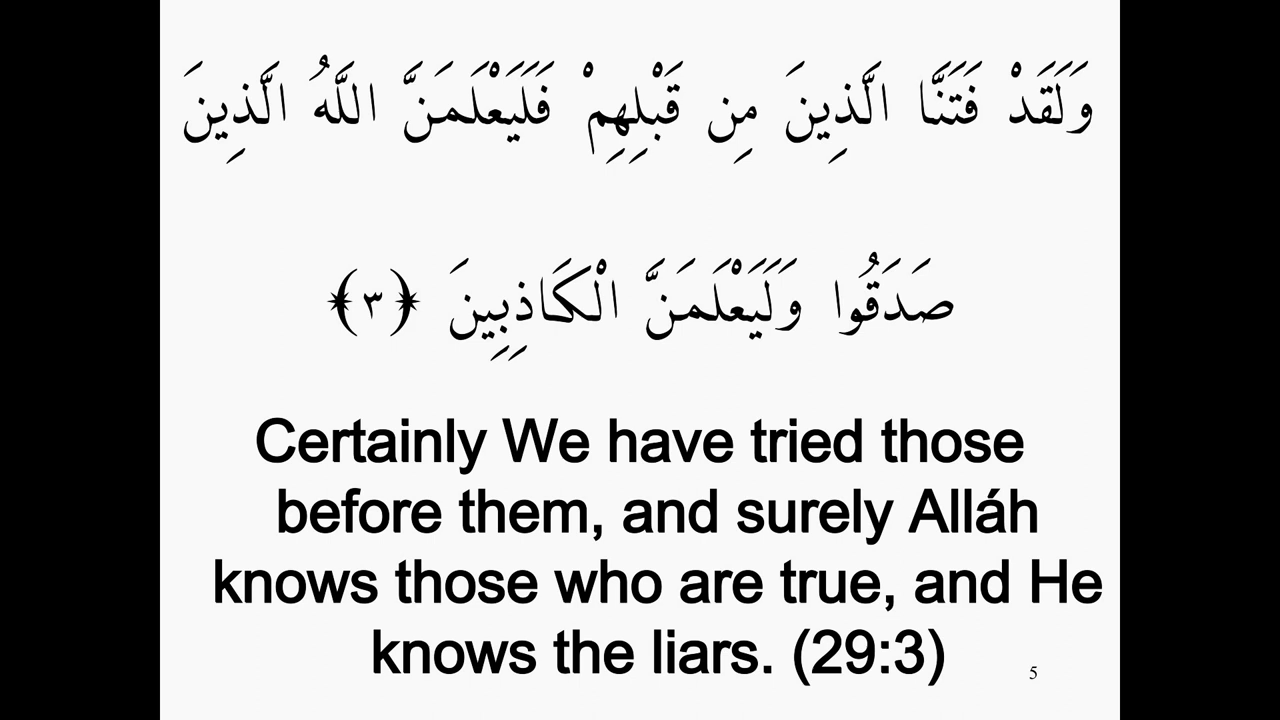 وَلَقَدْ فَتَنَّا الَّذِينَ مِن قَبْلِهِمْ فَلَيَعْلَمَنَّ اللَّهُ الَّذِينَ
صَدَقُوا وَلَيَعْلَمَنَّ الْكَاذِبِينَ ﴿٣﴾
Certainly We have tried those
before them, and surely Alláh
knows those who are true, and He
knows the liars. (29:3)
5